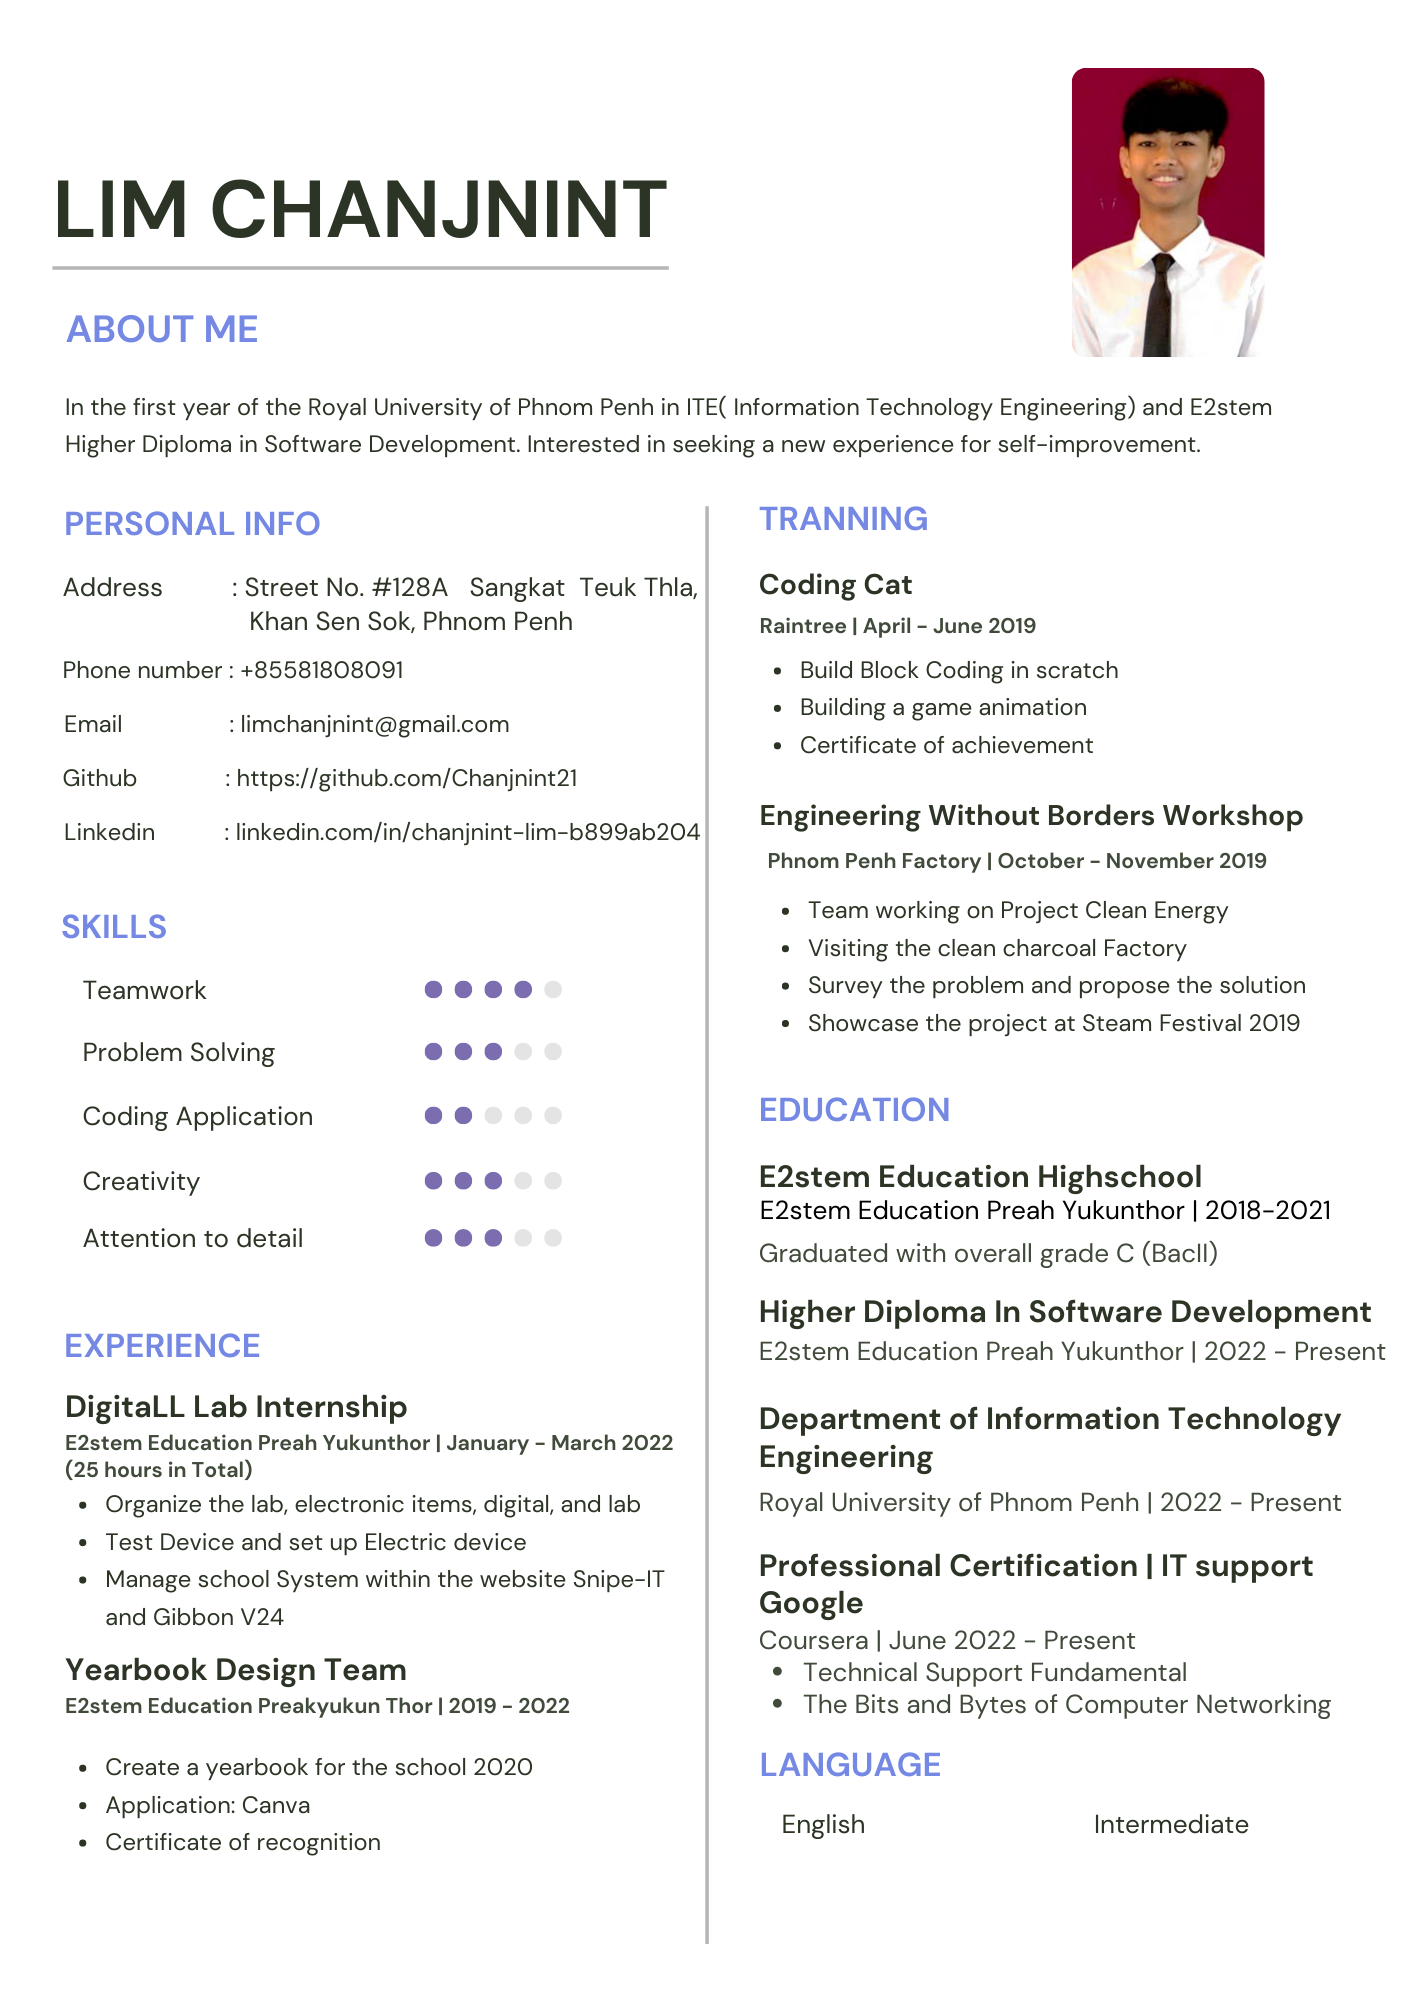 LIM CHANJNINT
ABOUT ME
In the first year of the Royal University of Phnom Penh in ITE( Information Technology Engineering) and E2stem
Higher Diploma in Software Development. Interested in seeking a new experience for self-improvement.
PERSONAL INFO
Address : Street No. #128A Sangkat Teuk Thla,
Khan Sen Sok, Phnom Penh
Phone number : +85581808091
Email : limchanjnint@gmail.com
Github : https://github.com/Chanjnint21
Linkedin : linkedin.com/in/chanjnint-lim-b899ab204
SKILLS
Teamwork
Problem Solving
Coding Application
Creativity
Attention to detail
EXPERIENCE
DigitaLL Lab Internship
E2stem Education Preah Yukunthor | January - March 2022
(25 hours in Total)
• Organize the lab, electronic items, digital, and lab
• Test Device and set up Electric device
• Manage school System within the website Snipe-IT
and Gibbon V24
Yearbook Design Team
E2stem Education Preakyukun Thor | 2019 - 2022
• Create a yearbook for the school 2020
• Application: Canva
• Certificate of recognition
TRANNING
Coding Cat
Raintree | April - June 2019
• Build Block Coding in scratch
• Building a game animation
• Certificate of achievement
Engineering Without Borders Workshop
Phnom Penh Factory | October - November 2019
• Team working on Project Clean Energy
• Visiting the clean charcoal Factory
• Survey the problem and propose the solution
• Showcase the project at Steam Festival 2019
EDUCATION
E2stem Education Highschool
E2stem Education Preah Yukunthor | 2018-2021
Graduated with overall grade C (BacII)
Higher Diploma In Software Development
E2stem Education Preah Yukunthor | 2022 - Present
Department of Information Technology
Engineering
Royal University of Phnom Penh | 2022 - Present
Professional Certification | IT support
Google
Coursera | June 2022 - Present
• Technical Support Fundamental
• The Bits and Bytes of Computer Networking
LANGUAGE
English Intermediate